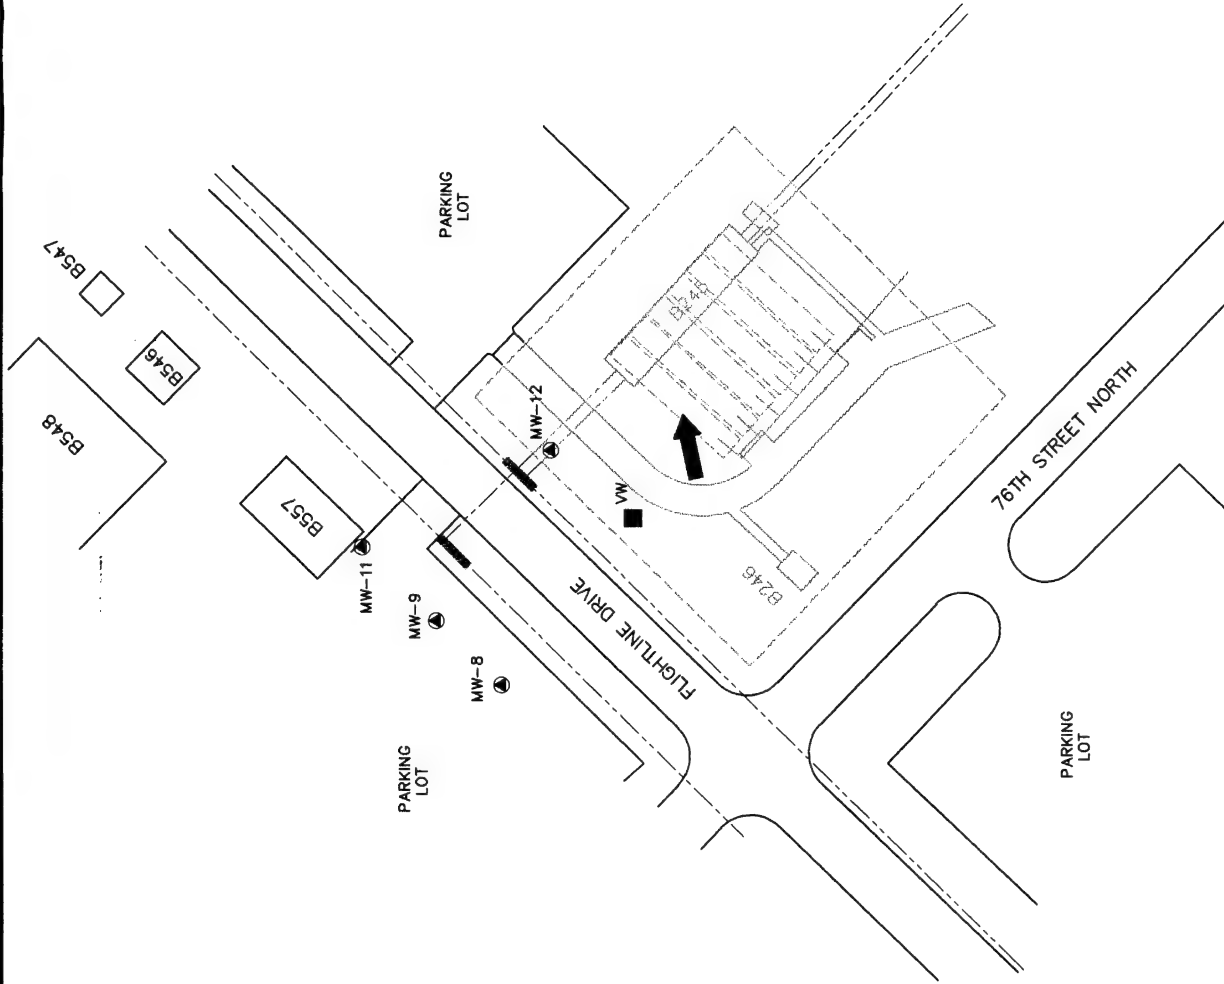 PARKING
LOT
B547
B546
B548
B557
MW-12
VW
MW-11
MW-9
MW-8
FLIGHTLINE DRIVE
B246
76TH STREET NORTH
PARKING
LOT
PARKING
LOT